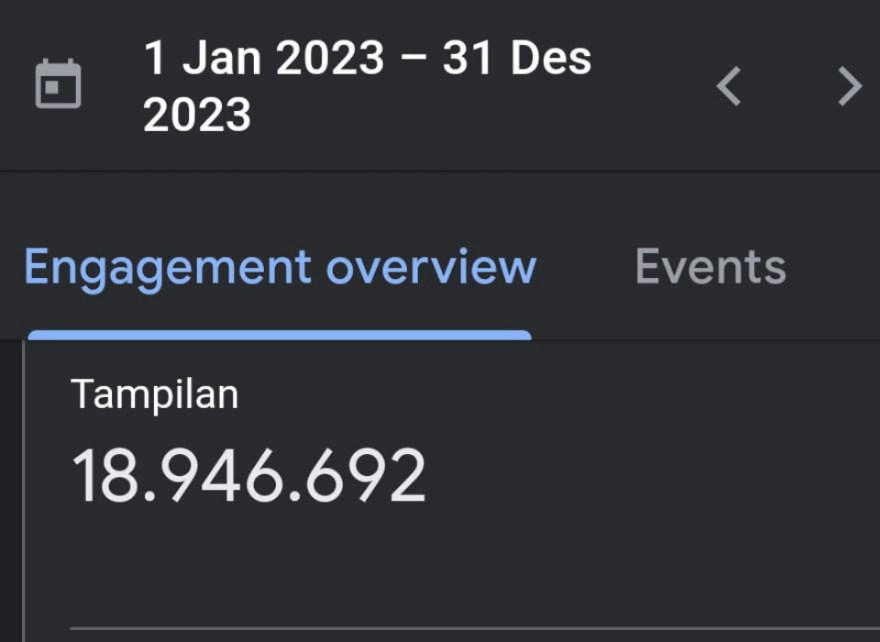 1 Jan 2023 – 31 Des
2023
Engagement overview
Events
Tampilan
18.946.692